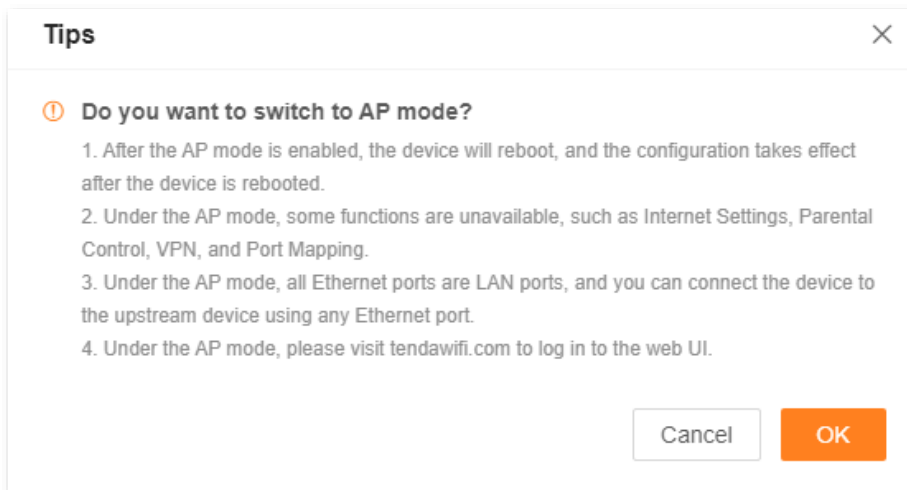 Tips
Do you want to switch to AP mode?
1. After the AP mode is enabled, the device will reboot, and the configuration takes effect
after the device is rebooted.
2. Under the AP mode, some functions are unavailable, such as Internet Settings, Parental
Control, VPN, and Port Mapping.
3. Under the AP mode, all Ethernet ports are LAN ports, and you can connect the device to
the upstream device using any Ethernet port.
4. Under the AP mode, please visit tendawifi.com to log in to the web UI.
Cancel OK